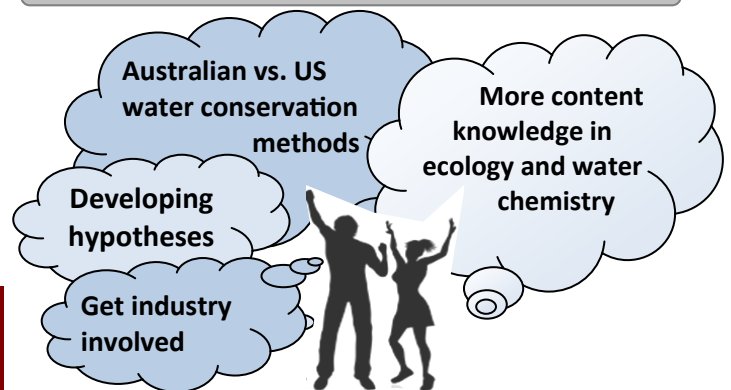 Australian vs. US
water conservation
methods
More content
knowledge in
ecology and water
chemistry
Developing
hypotheses
Get industry
involved